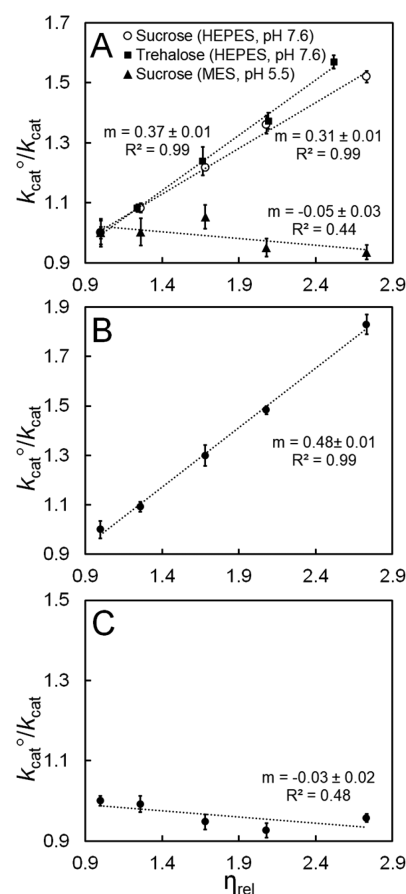 A
Sucrose (HEPES, pH 7.6)
Trehalose (HEPES, pH 7.6)
Sucrose (MES, pH 5.5)
1.7
1.5
1.3
1.1
0.9
kcat°/kcat
m = 0.37 ± 0.01
R² = 0.99
m = 0.31 ± 0.01
R² = 0.99
m = -0.05 ± 0.03
R² = 0.44
0.9 1.4 1.9 2.4 2.9
B
1.9
1.7
1.5
1.3
1.1
0.9
kcat°/kcat
m = 0.48± 0.01
R² = 0.99
0.9 1.4 1.9 2.4 2.9
C
1.5
1.3
1.1
0.9
kcat°/kcat
m = -0.03 ± 0.02
R² = 0.48
0.9 1.4 1.9 2.4 2.9
ηrel